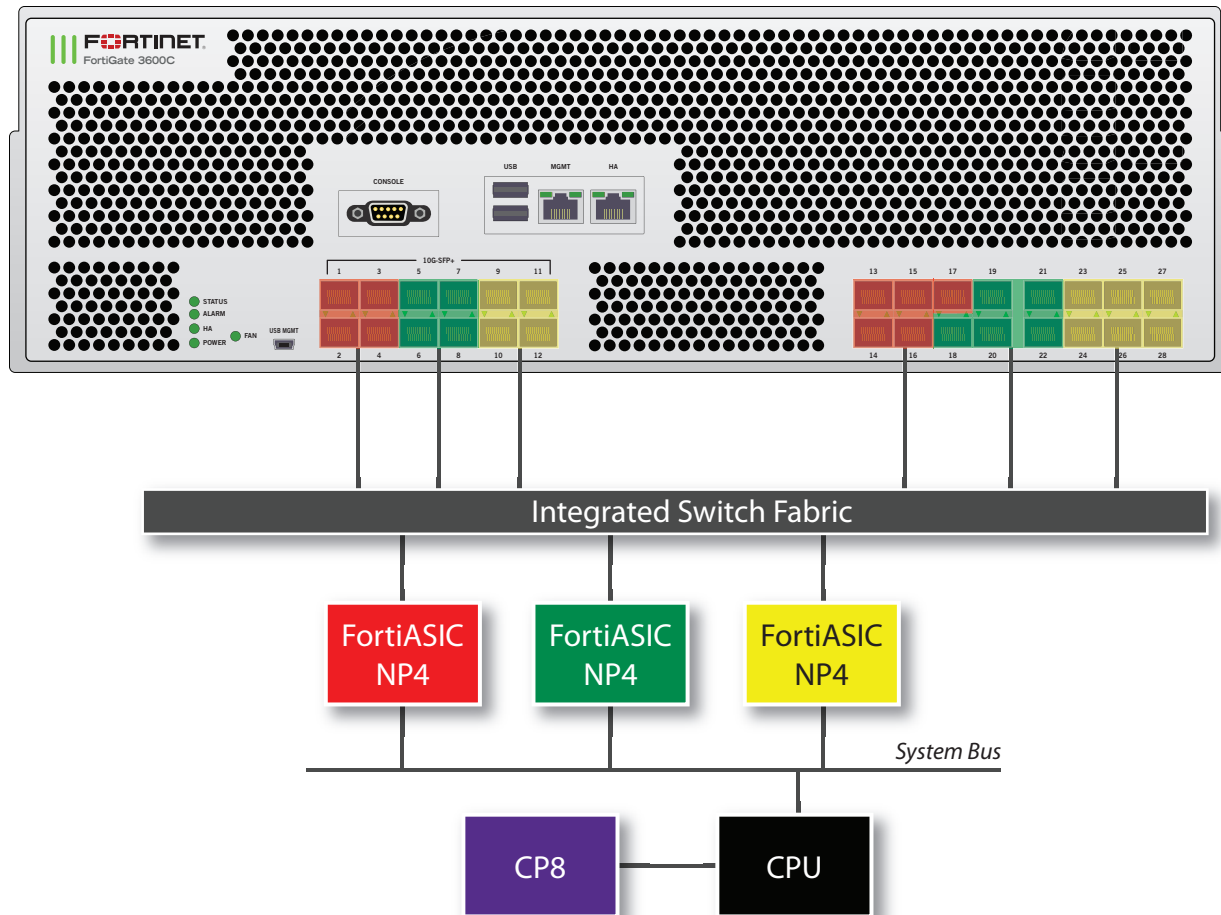 FORTINET.
FortiGate 3600C
USB MGMT HA
CONSOLE
10G-SFP+
1 3 5 7 9 11
13 15 17 19 21 23 25 27
STATUS
ALARM
HA
FAN
POWER
USB MGMT
2 4 6 8 10 12
14 16 18 20 22 24 26 28
Integrated Switch Fabric
FortiASIC
NP4
FortiASIC
NP4
FortiASIC
NP4
System Bus
CP8
CPU